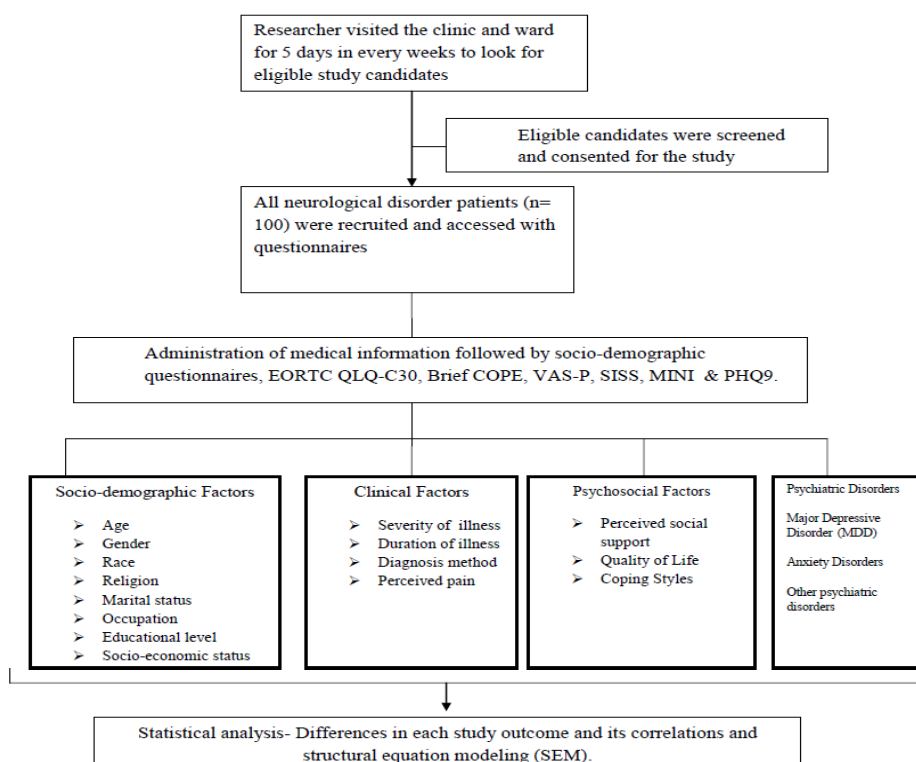 Researcher visited the clinic and ward
for 5 days in every weeks to look for
eligible study candidates
Eligible candidates were screened
and consented for the study
All neurological disorder patients (n=
100) were recruited and accessed with
questionnaires
Administration of medical information followed by socio-demographic
questionnaires, EORTC QLQ-C30, Brief COPE, VAS-P, SISS, MINI & PHQ9.
Socio-demographic Factors
➢ Age
➢ Gender
➢ Race
➢ Religion
➢ Marital status
➢ Occupation
➢ Educational level
➢ Socio-economic status
Clinical Factors
➢ Severity of illness
➢ Duration of illness
➢ Diagnosis method
➢ Perceived pain
Psychosocial Factors
➢ Perceived social
support
➢ Quality of Life
➢ Coping Styles
Psychiatric Disorders
Major Depressive
Disorder (MDD)
Anxiety Disorders
Other psychiatric
disorders
Statistical analysis- Differences in each study outcome and its correlations and
structural equation modeling (SEM).